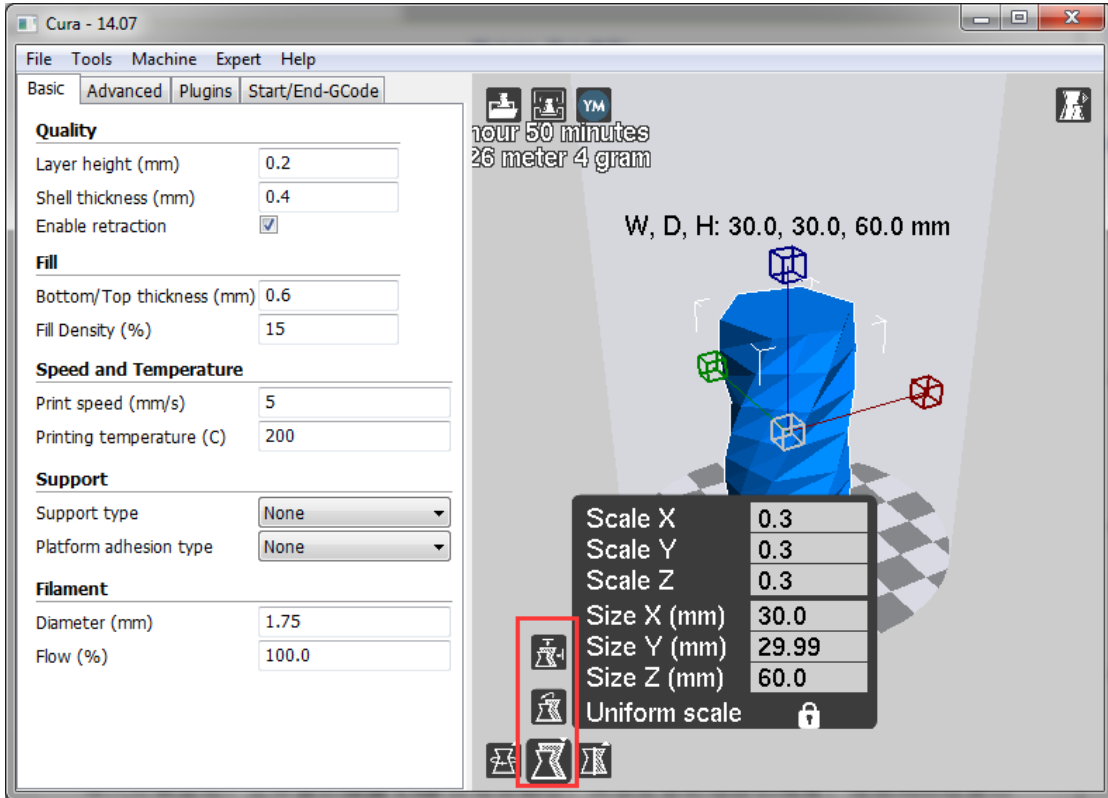 Cura - 14.07
File Tools Machine Expert Help
Basic Advanced Plugins Start/End-GCode
Quality
Layer height (mm) 0.2
Shell thickness (mm) 0.4
Enable retraction
Fill
Bottom/Top thickness (mm) 0.6
Fill Density (%) 15
Speed and Temperature
Print speed (mm/s) 5
Printing temperature (C) 200
Support
Support type None
Platform adhesion type None
Filament
Diameter (mm) 1.75
Flow (%) 100.0
YM
hour 50 minutes
26 meter 4 gram
W, D, H: 30.0, 30.0, 60.0 mm
Scale X 0.3
Scale Y 0.3
Scale Z 0.3
Size X (mm) 30.0
Size Y (mm) 29.99
Size Z (mm) 60.0
Uniform scale